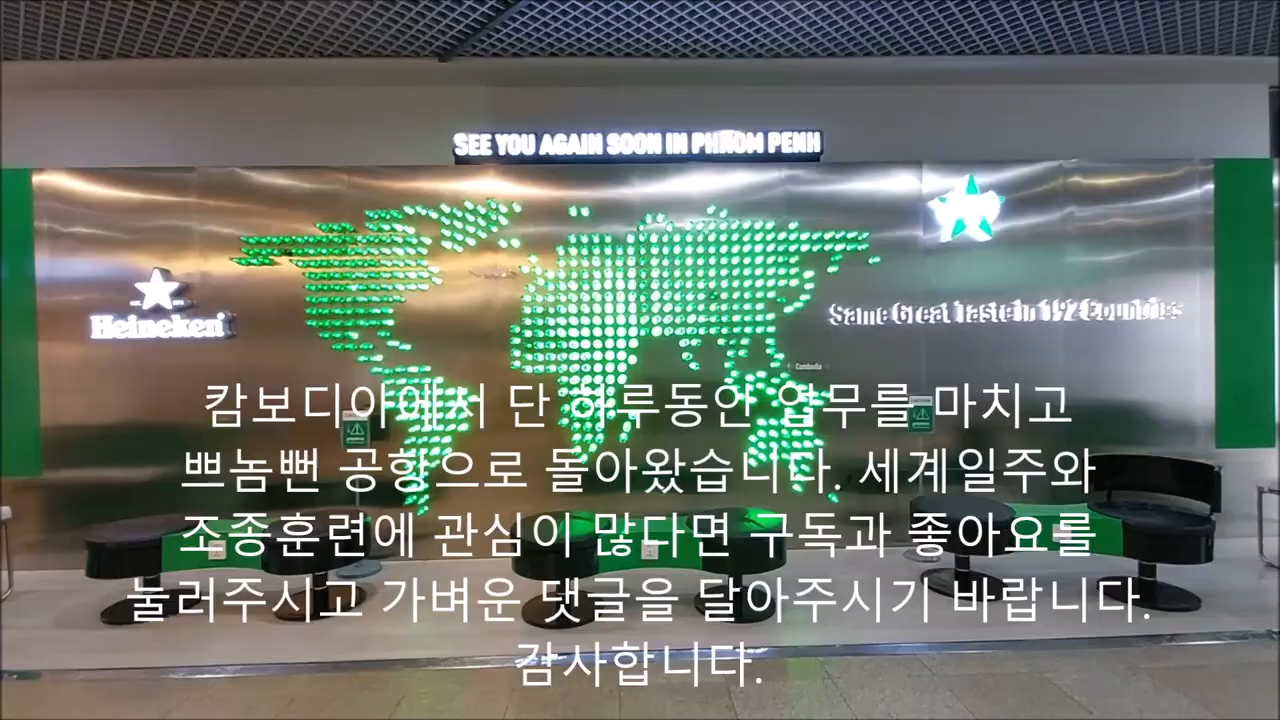 SEE YOU AGAIN SOON IN PHNOM PENH
Heineken
Same Great Taste in 192 Countries
Cambodia
캄보디아에서 단 하루동안 업무를 마치고
쁘놈뻔 공항으로 돌아왔습니다. 세계일주와
조종훈련에 관심이 많다면 구독과 좋아요를
눌러주시고 가벼운 댓글을 달아주시기 바랍니다.
감사합니다.